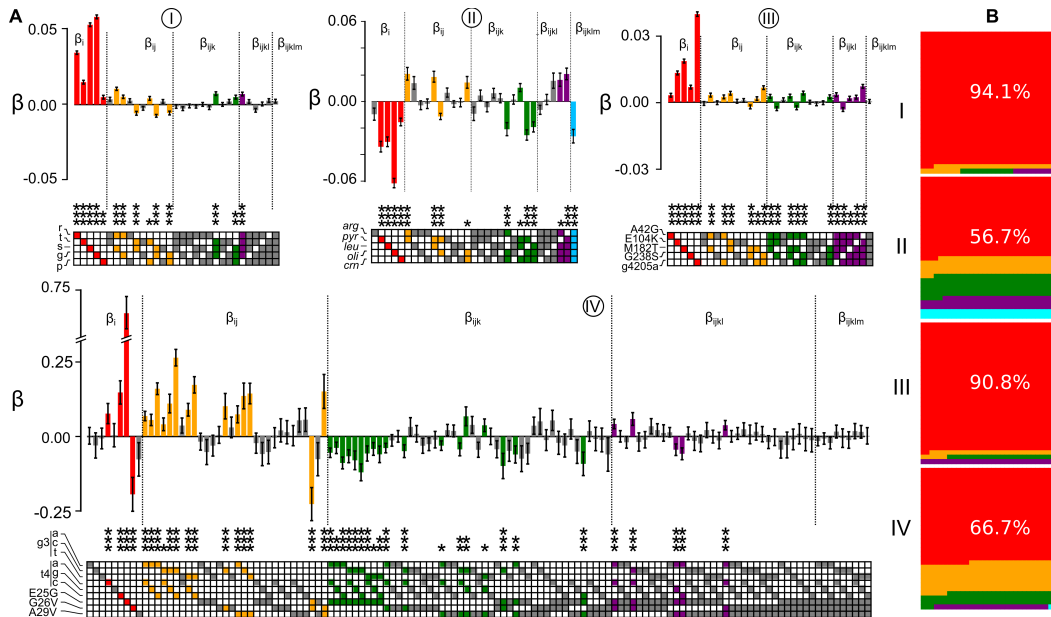 A
B
I
β
0.05
0.00
-0.05
βi
βij
βijk
βijkl
βijklm
r
t
s
g
p
II
β
0.06
0.00
-0.06
βi
βij
βijk
βijkl
βijklm
arg
pyr
leu
oli
crn
III
β
0.03
0.00
-0.03
βi
βij
βijk
βijkl
βijklm
A42G
E104K
M182T
G238S
g4205a
IV
β
0.75
0.25
0.00
-0.25
βi
βij
βijk
βijkl
βijklm
g3
a
c
t
t4
a
g
c
E25G
G26V
A29V
I
94.1%
II
56.7%
III
90.8%
IV
66.7%